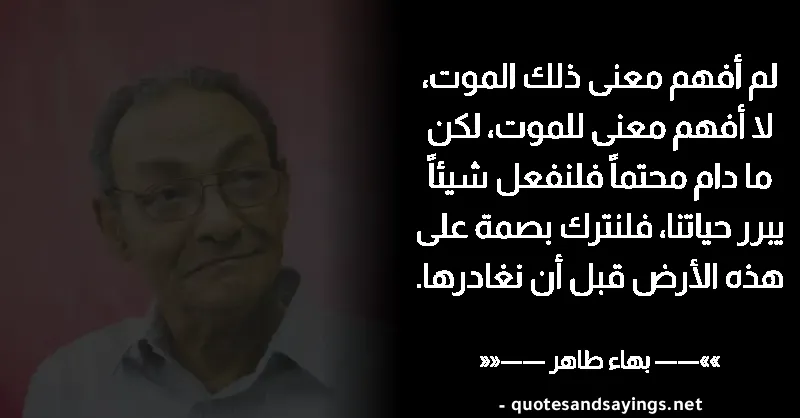 لم أفهم معنى ذلك الموت،
لا أفهم معنى للموت، لكن
ما دام محتماً فلنفعل شيئاً
يبرر حياتنا، فلنترك بصمة على
هذه الأرض قبل أن نغادرها.
»»—— بهاء طاهر ——««
- quotesandsayings.net